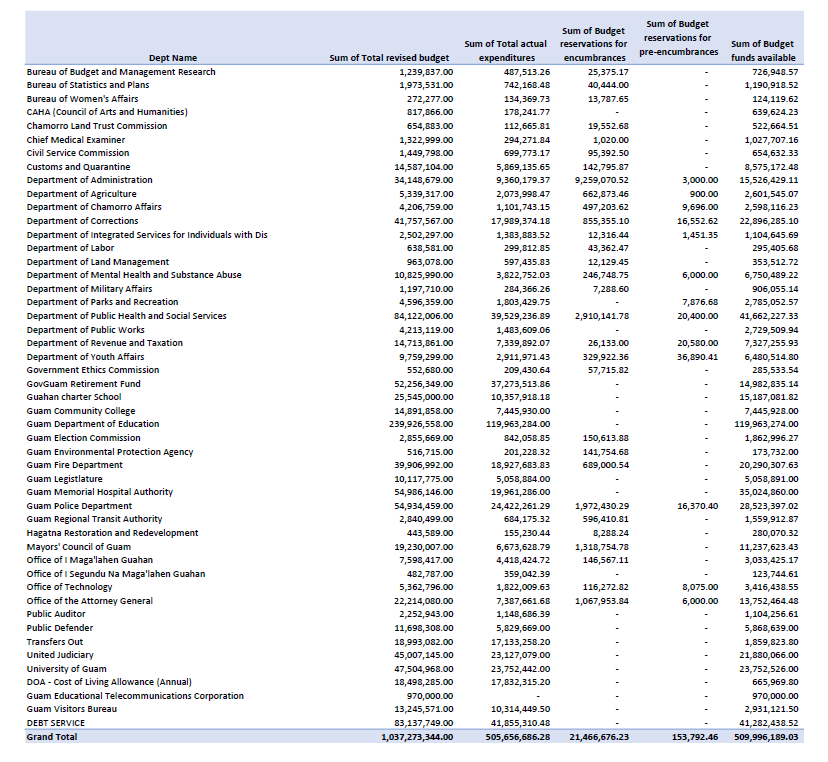 Dept Name Sum of Total revised budget Sum of Total actual expenditures Sum of Budget reservations for encumbrances Sum of Budget reservations for pre-encumbrances Sum of Budget funds available
Bureau of Budget and Management Research 1,239,837.00 487,513.26 25,375.17 - 726,948.57
Bureau of Statistics and Plans 1,973,531.00 742,168.48 40,444.00 - 1,190,918.52
Bureau of Women's Affairs 272,277.00 134,369.73 13,787.65 - 124,119.62
CAHA (Council of Arts and Humanities) 817,866.00 178,241.77 - - 639,624.23
Chamorro Land Trust Commission 654,883.00 112,665.81 19,552.68 - 522,664.51
Chief Medical Examiner 1,322,999.00 294,271.84 1,020.00 - 1,027,707.16
Civil Service Commission 1,449,798.00 699,773.17 95,392.50 - 654,632.33
Customs and Quarantine 14,587,104.00 5,869,135.65 142,795.87 - 8,575,172.48
Department of Administration 34,148,679.00 9,360,179.37 9,259,070.52 3,000.00 15,526,429.11
Department of Agriculture 5,339,317.00 2,073,998.47 662,873.46 900.00 2,601,545.07
Department of Chamorro Affairs 4,206,759.00 1,101,743.15 497,203.62 9,696.00 2,598,116.23
Department of Corrections 41,757,567.00 17,989,374.18 855,355.10 16,552.62 22,896,285.10
Department of Integrated Services for Individuals with Dis 2,502,297.00 1,383,883.52 12,316.44 1,451.35 1,104,645.69
Department of Labor 638,581.00 299,812.85 43,362.47 - 295,405.68
Department of Land Management 963,078.00 597,435.83 12,129.45 - 353,512.72
Department of Mental Health and Substance Abuse 10,825,990.00 3,822,752.03 246,748.75 6,000.00 6,750,489.22
Department of Military Affairs 1,197,710.00 284,366.26 7,288.60 - 906,055.14
Department of Parks and Recreation 4,596,359.00 1,803,429.75 - 7,876.68 2,785,052.57
Department of Public Health and Social Services 84,122,006.00 39,529,236.89 2,910,141.78 20,400.00 41,662,227.33
Department of Public Works 4,213,119.00 1,483,609.06 - - 2,729,509.94
Department of Revenue and Taxation 14,713,861.00 7,339,892.07 26,133.00 20,580.00 7,327,255.93
Department of Youth Affairs 9,759,299.00 2,911,971.43 329,922.36 36,890.41 6,480,514.80
Government Ethics Commission 552,680.00 209,430.64 57,715.82 - 285,533.54
GovGuam Retirement Fund 52,256,349.00 37,273,513.86 - - 14,982,835.14
Guahan charter School 25,545,000.00 10,357,918.18 - - 15,187,081.82
Guam Community College 14,891,858.00 7,445,930.00 - - 7,445,928.00
Guam Department of Education 239,926,558.00 119,963,284.00 - - 119,963,274.00
Guam Election Commission 2,855,669.00 842,058.85 150,613.88 - 1,862,996.27
Guam Environmental Protection Agency 516,715.00 201,228.32 141,754.68 - 173,732.00
Guam Fire Department 39,906,992.00 18,927,683.83 689,000.54 - 20,290,307.63
Guam Legistlature 10,117,775.00 5,058,884.00 - - 5,058,891.00
Guam Memorial Hospital Authority 54,986,146.00 19,961,286.00 - - 35,024,860.00
Guam Police Department 54,934,459.00 24,422,261.29 1,972,430.29 16,370.40 28,523,397.02
Guam Regional Transit Authority 2,840,499.00 684,175.32 596,410.81 - 1,559,912.87
Hagatna Restoration and Redevelopment 443,589.00 155,230.44 8,288.24 - 280,070.32
Mayors' Council of Guam 19,230,007.00 6,673,628.79 1,318,754.78 - 11,237,623.43
Office of I Maga'lahen Guahan 7,598,417.00 4,418,424.72 146,567.11 - 3,033,425.17
Office of I Segundu Na Maga'lahen Guahan 482,787.00 359,042.39 - - 123,744.61
Office of Technology 5,362,796.00 1,822,009.63 116,272.82 8,075.00 3,416,438.55
Office of the Attorney General 22,214,080.00 7,387,661.68 1,067,953.84 6,000.00 13,752,464.48
Public Auditor 2,252,943.00 1,148,686.39 - - 1,104,256.61
Public Defender 11,698,308.00 5,829,669.00 - - 5,868,639.00
Transfers Out 18,993,082.00 17,133,258.20 - - 1,859,823.80
United Judiciary 45,007,145.00 23,127,079.00 - - 21,880,066.00
University of Guam 47,504,968.00 23,752,442.00 - - 23,752,526.00
DOA - Cost of Living Allowance (Annual) 18,498,285.00 17,832,315.20 - - 665,969.80
Guam Educational Telecommunications Corporation 970,000.00 - - - 970,000.00
Guam Visitors Bureau 13,245,571.00 10,314,449.50 - - 2,931,121.50
DEBT SERVICE 83,137,749.00 41,855,310.48 - - 41,282,438.52
Grand Total 1,037,273,344.00 505,656,686.28 21,466,676.23 153,792.46 509,996,189.03